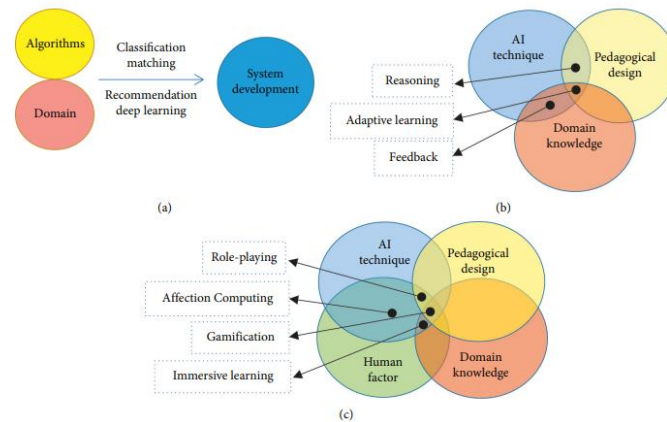 Algorithms
Domain
Classification
matching
Recommendation
deep learning
System
development
(a)
AI
technique
Pedagogical
design
Domain
knowledge
Reasoning
Adaptive learning
Feedback
(b)
Role-playing
Affection Computing
Gamification
Immersive learning
AI
technique
Pedagogical
design
Human
factor
Domain
knowledge
(c)